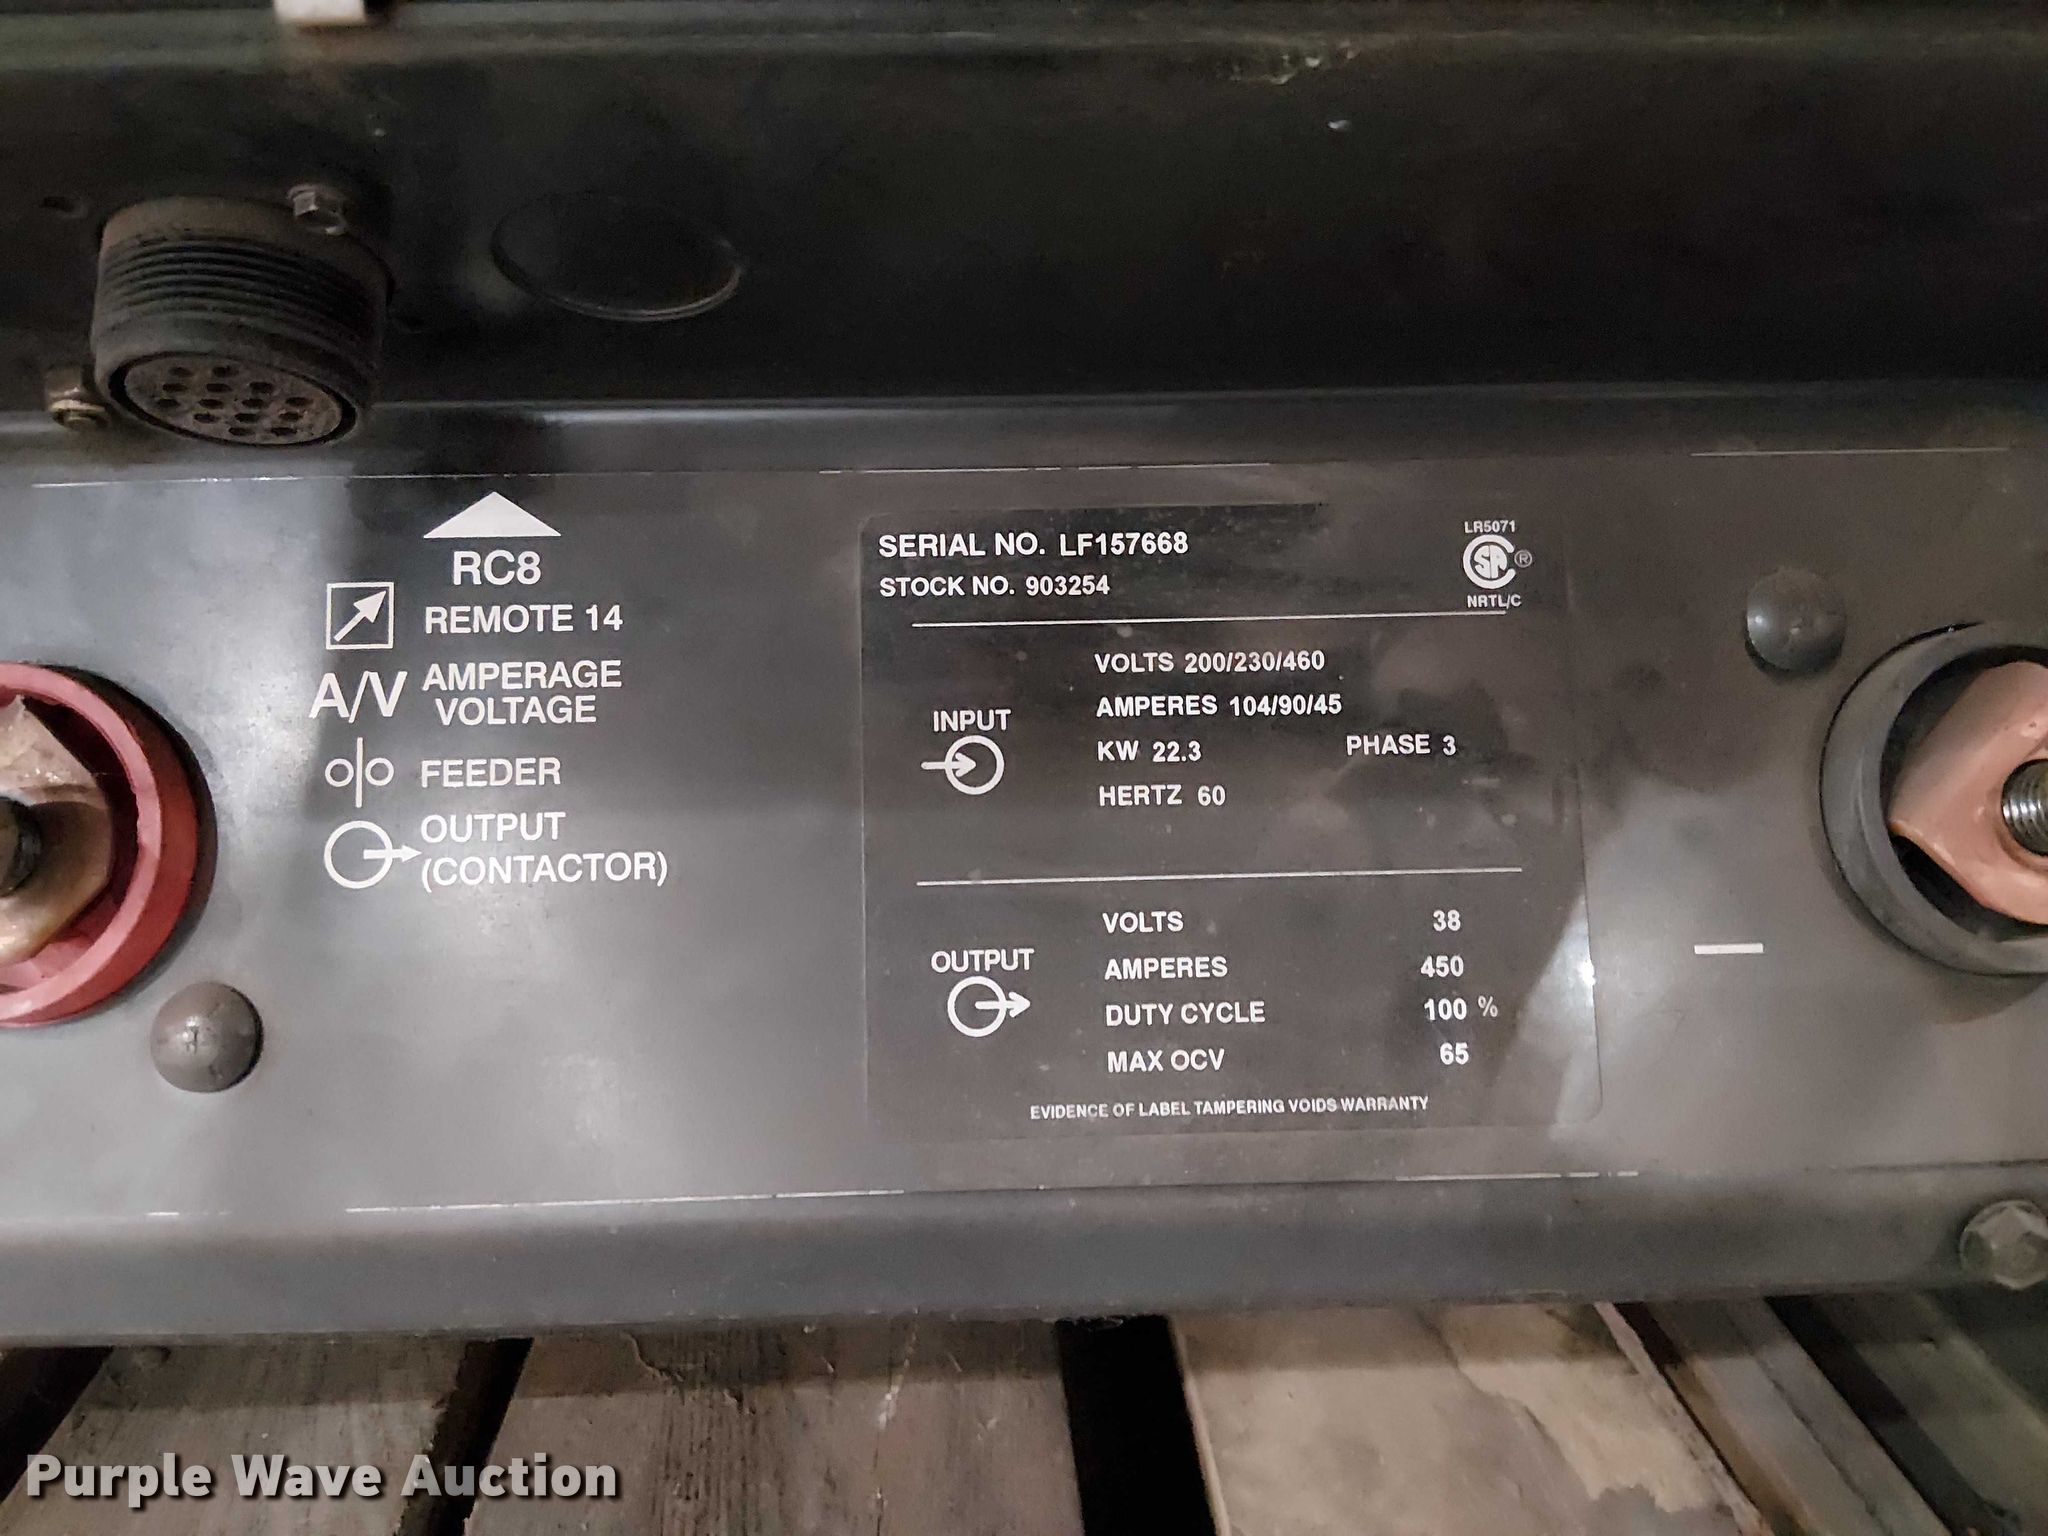 RC8
REMOTE 14
A/V AMPERAGE
VOLTAGE
FEEDER
OUTPUT
(CONTACTOR)
SERIAL NO. LF157668
STOCK NO. 903254
LR5071
SA ®
NRTL/C
INPUT
VOLTS 200/230/460
AMPERES 104/90/45
KW 22.3 PHASE 3
HERTZ 60
OUTPUT
VOLTS 38
AMPERES 450
DUTY CYCLE 100 %
MAX OCV 65
EVIDENCE OF LABEL TAMPERING VOIDS WARRANTY
Purple Wave Auction